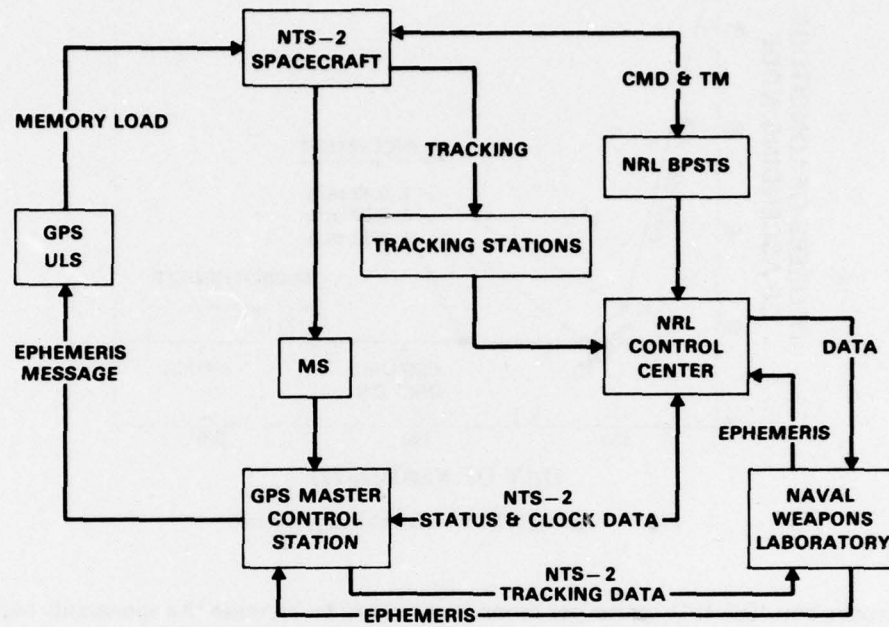 NTS-2
SPACECRAFT
CMD & TM
MEMORY LOAD
TRACKING
NRL BPSTS
GPS
ULS
TRACKING STATIONS
NRL
CONTROL
CENTER
EPHEMERIS
MESSAGE
MS
DATA
EPHEMERIS
GPS MASTER
CONTROL
STATION
NTS-2
STATUS & CLOCK DATA
NAVAL
WEAPONS
LABORATORY
NTS-2
TRACKING DATA
EPHEMERIS